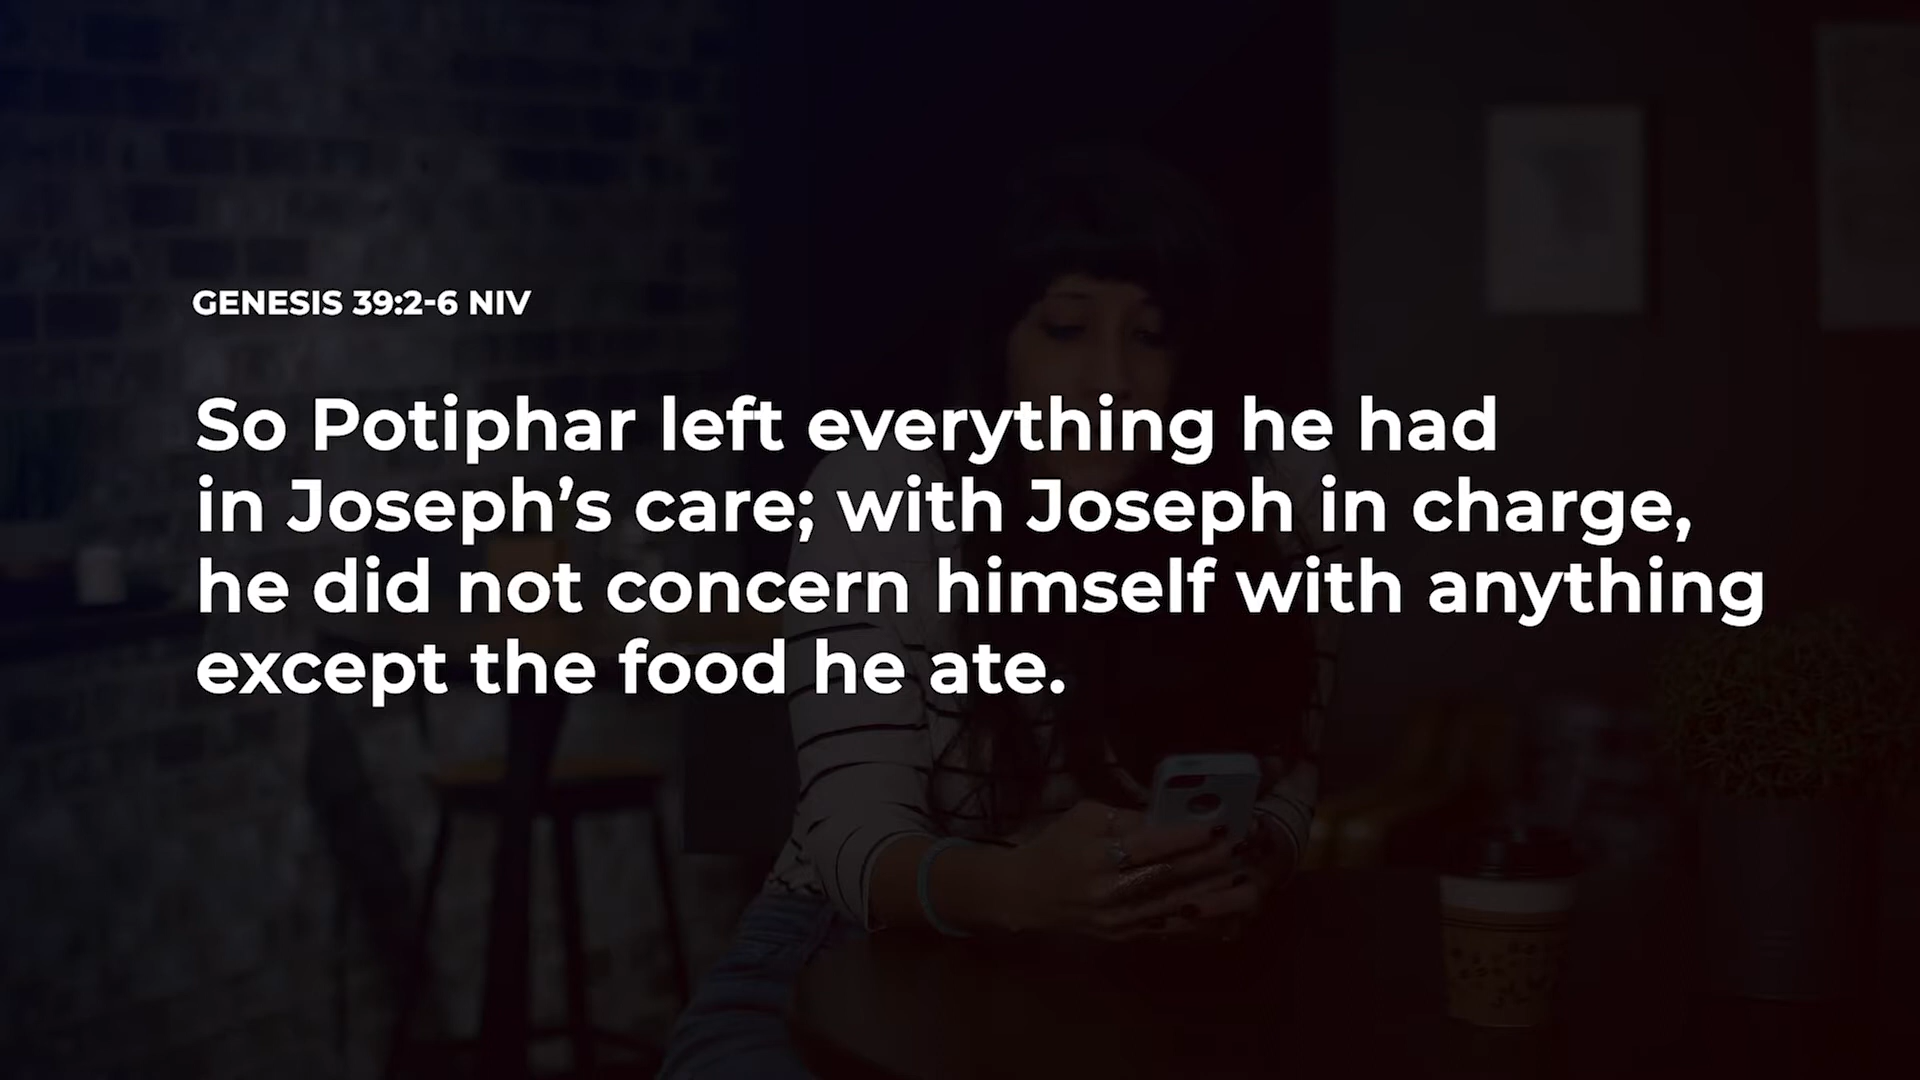 GENESIS 39:2-6 NIV
So Potiphar left everything he had
in Joseph’s care; with Joseph in charge,
he did not concern himself with anything
except the food he ate.